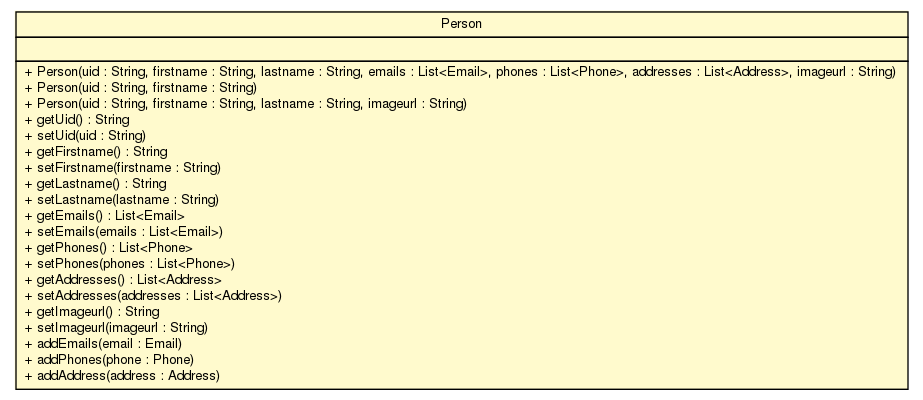 Person
+ Person(uid : String, firstname : String, lastname : String, emails : List<Email>, phones : List<Phone>, addresses : List<Address>, imageurl : String)
+ Person(uid : String, firstname : String)
+ Person(uid : String, firstname : String, lastname : String, imageurl : String)
+ getUid() : String
+ setUid(uid : String)
+ getFirstname() : String
+ setFirstname(firstname : String)
+ getLastname() : String
+ setLastname(lastname : String)
+ getEmails() : List<Email>
+ setEmails(emails : List<Email>)
+ getPhones() : List<Phone>
+ setPhones(phones : List<Phone>)
+ getAddresses() : List<Address>
+ setAddresses(addresses : List<Address>)
+ getImageurl() : String
+ setImageurl(imageurl : String)
+ addEmails(email : Email)
+ addPhones(phone : Phone)
+ addAddress(address : Address)